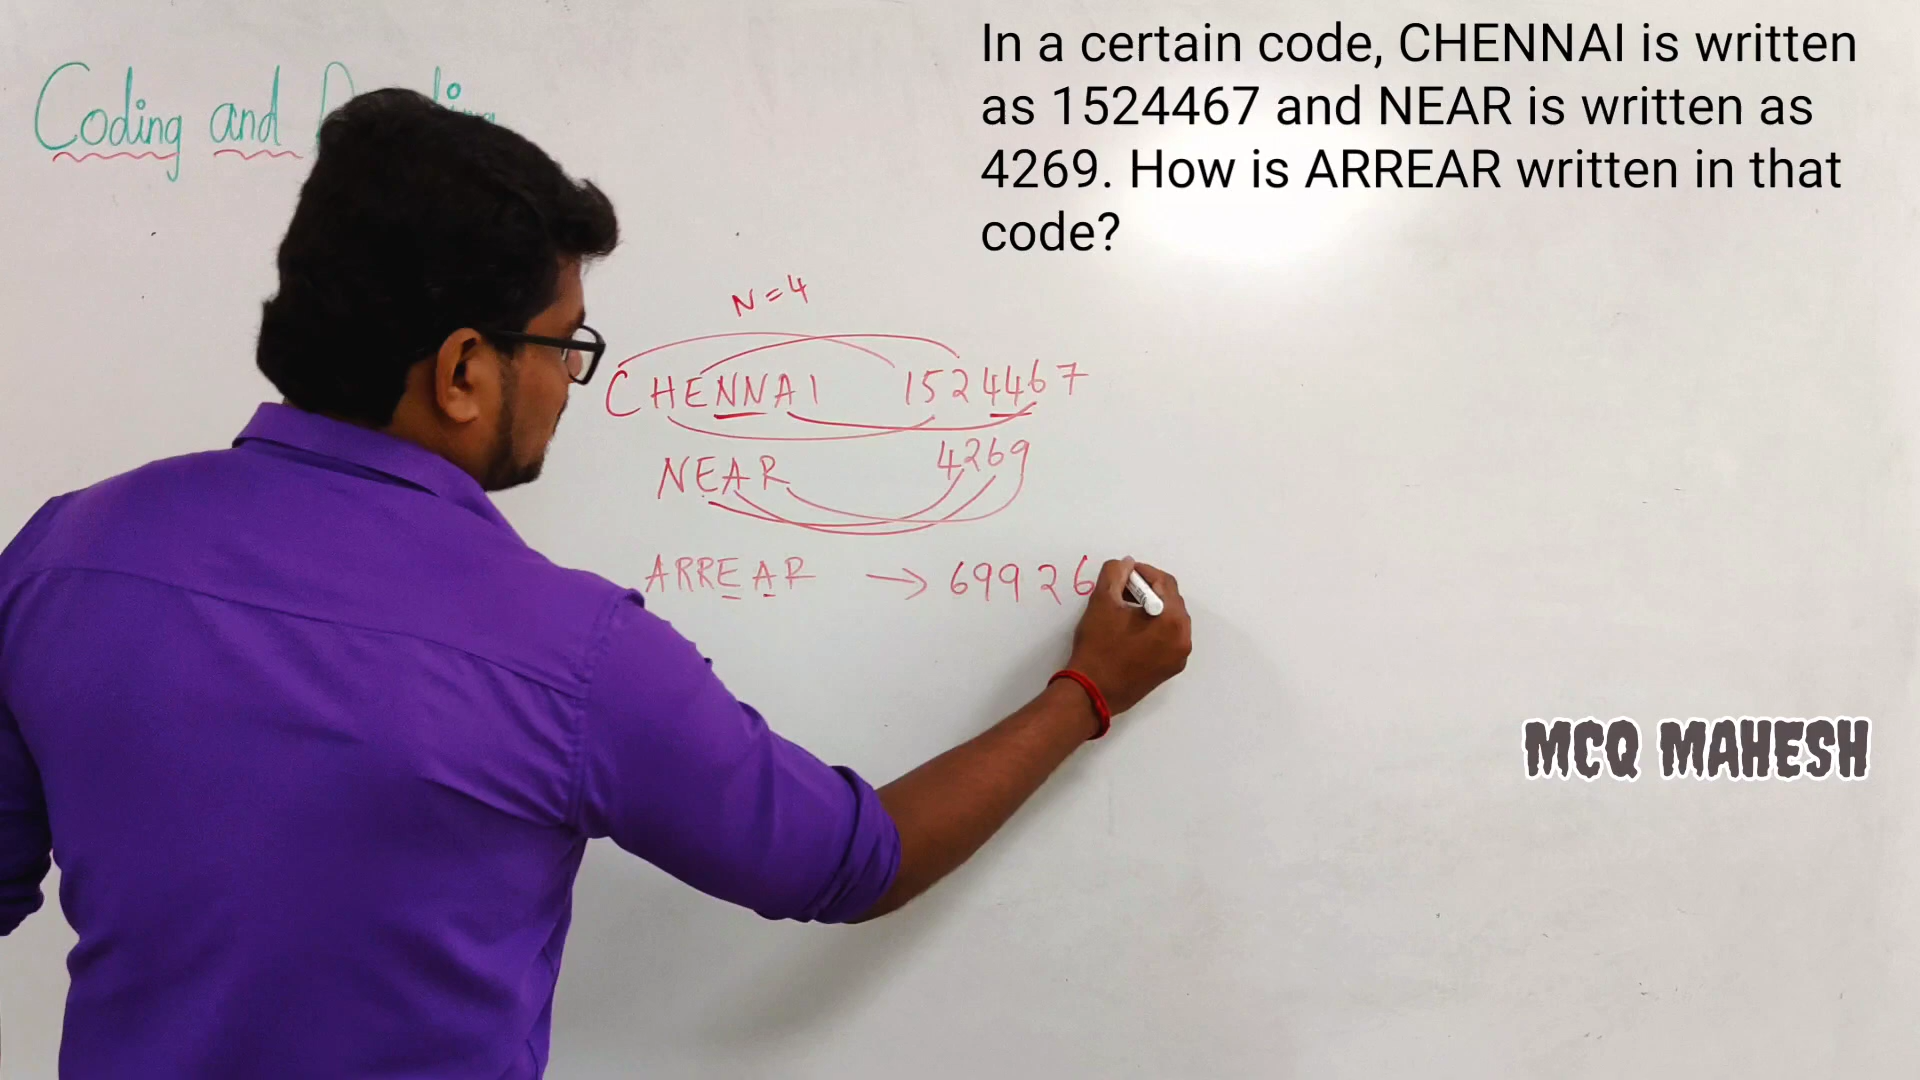 In a certain code, CHENNAI is written
as 1524467 and NEAR is written as
4269. How is ARREAR written in that
code?
Coding and
N = 4
CHENNAI 1524467
NEAR 4269
ARREAR → 69926
MCQ MAHESH